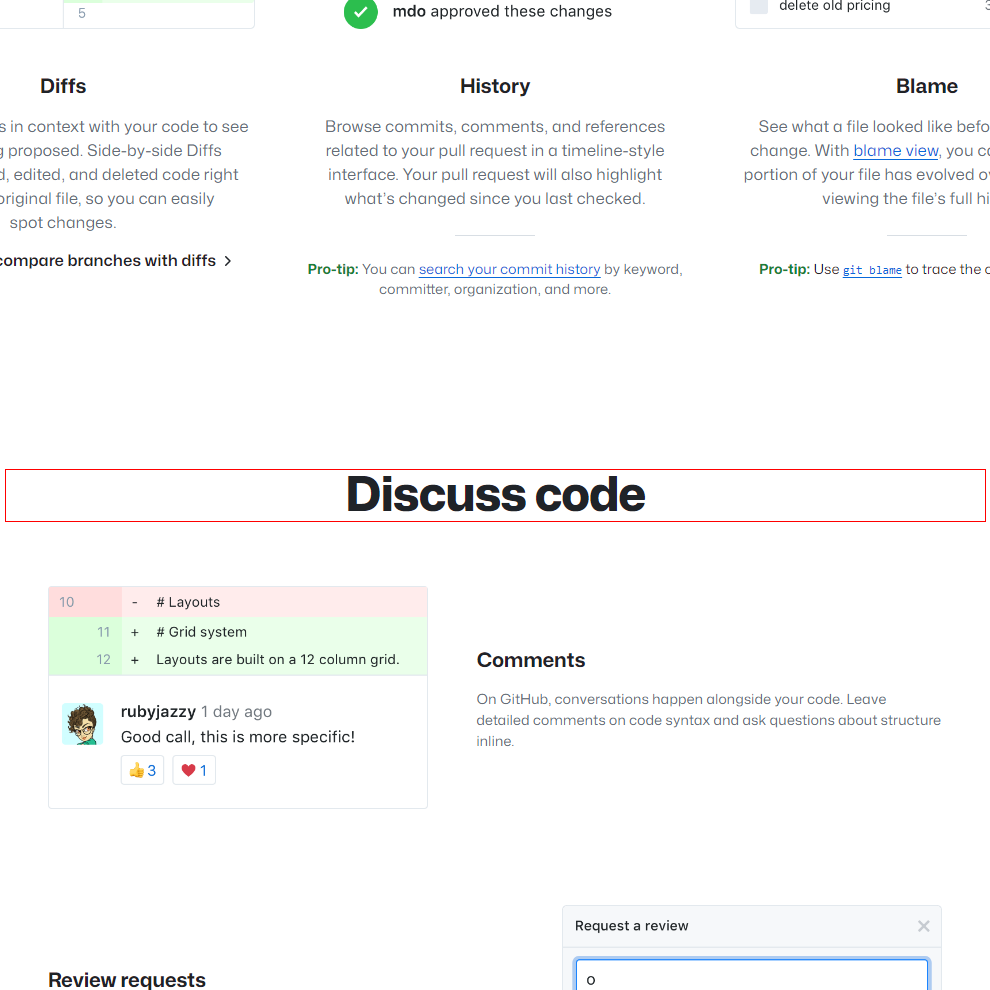 5
mdo approved these changes
delete old pricing
Diffs
in context with your code to see
proposed. Side-by-side Diffs
edited, and deleted code right
original file, so you can easily
spot changes.
compare branches with diffs
History
Browse commits, comments, and references
related to your pull request in a timeline-style
interface. Your pull request will also highlight
what’s changed since you last checked.
Pro-tip: You can search your commit history by keyword,
committer, organization, and more.
Blame
See what a file looked like
change. With blame view, you
portion of your file has evolved
viewing the file’s full
Pro-tip: Use git blame to trace the
Discuss code
10 - # Layouts
11 + # Grid system
12 + Layouts are built on a 12 column grid.
rubyjazzy 1 day ago
Good call, this is more specific!
👍 3 ❤️ 1
Comments
On GitHub, conversations happen alongside your code. Leave
detailed comments on code syntax and ask questions about structure
inline.
Review requests
Request a review
o